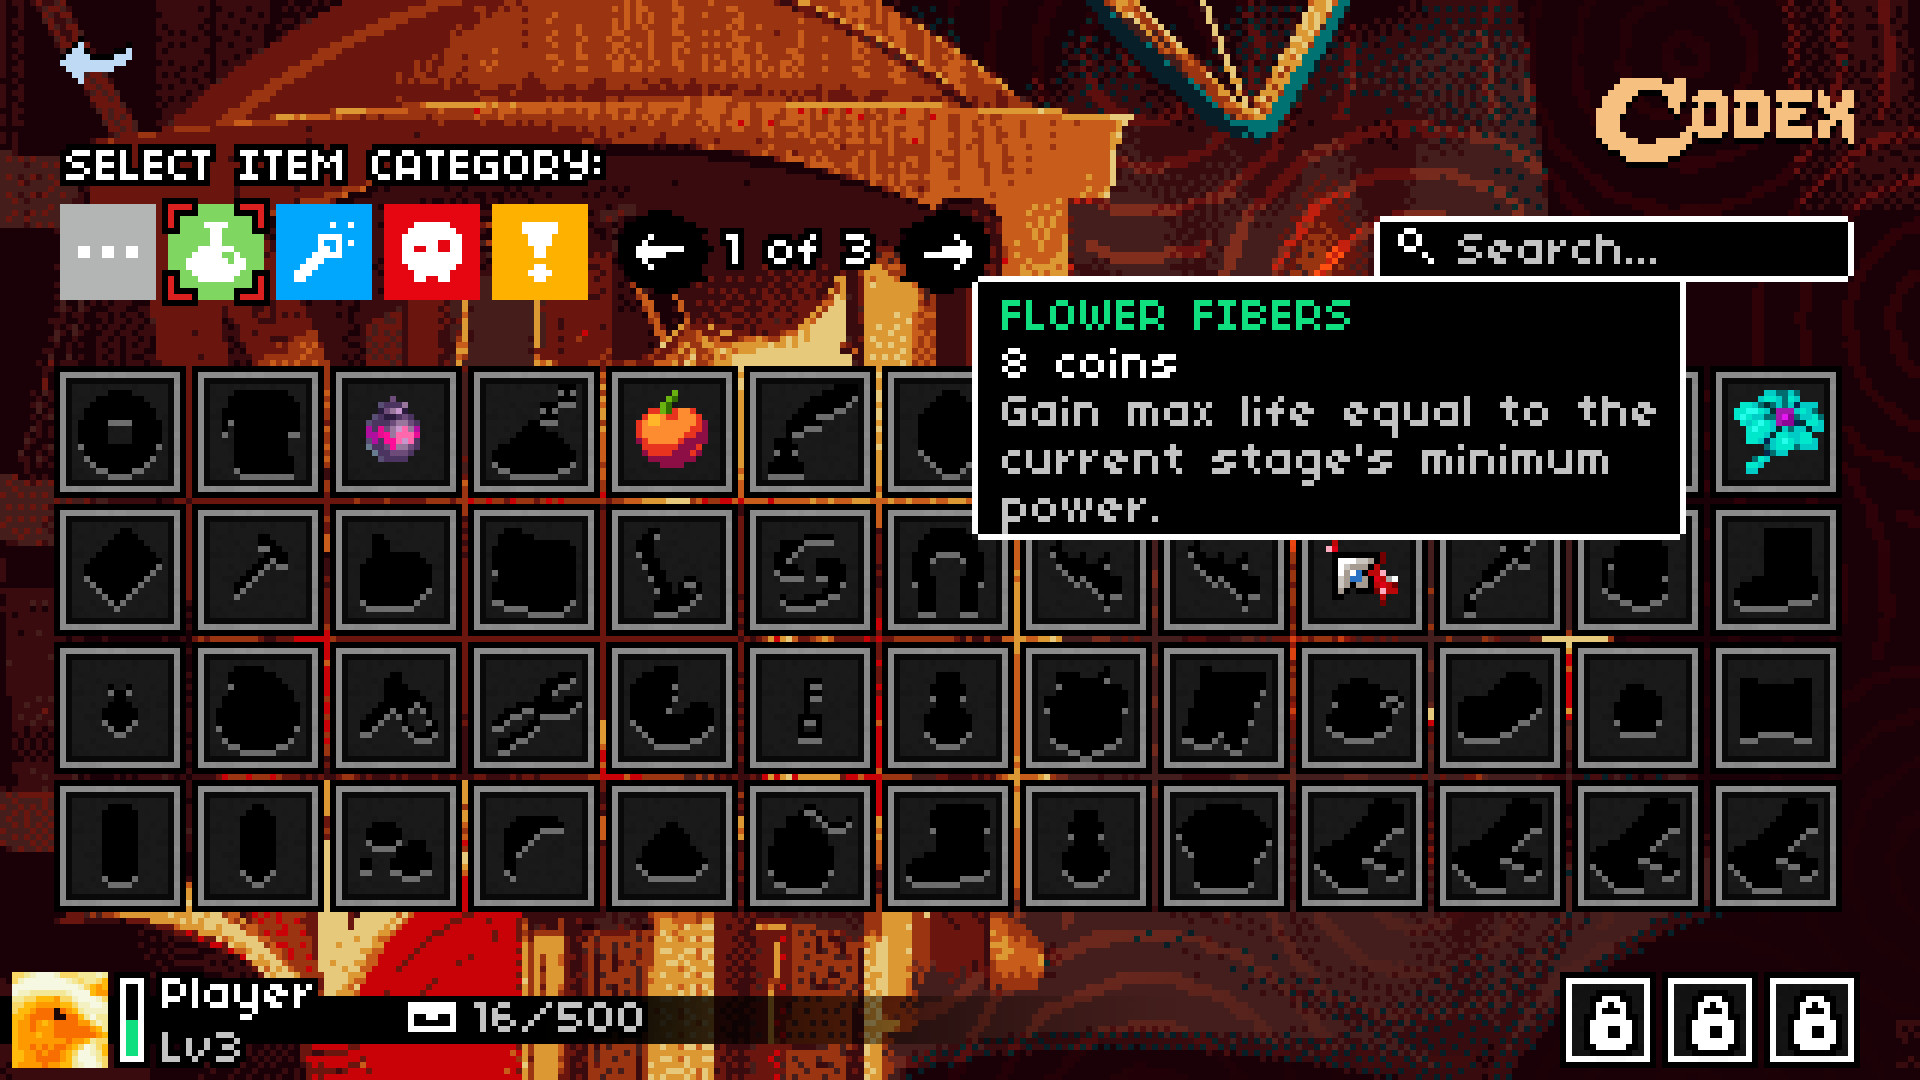 CODEX
SELECT ITEM CATEGORY:
1 of 3
Search...
FLOWER FIBERS
8 coins
Gain max life equal to the
current stage's minimum
power.
Player
Lv3
16/500